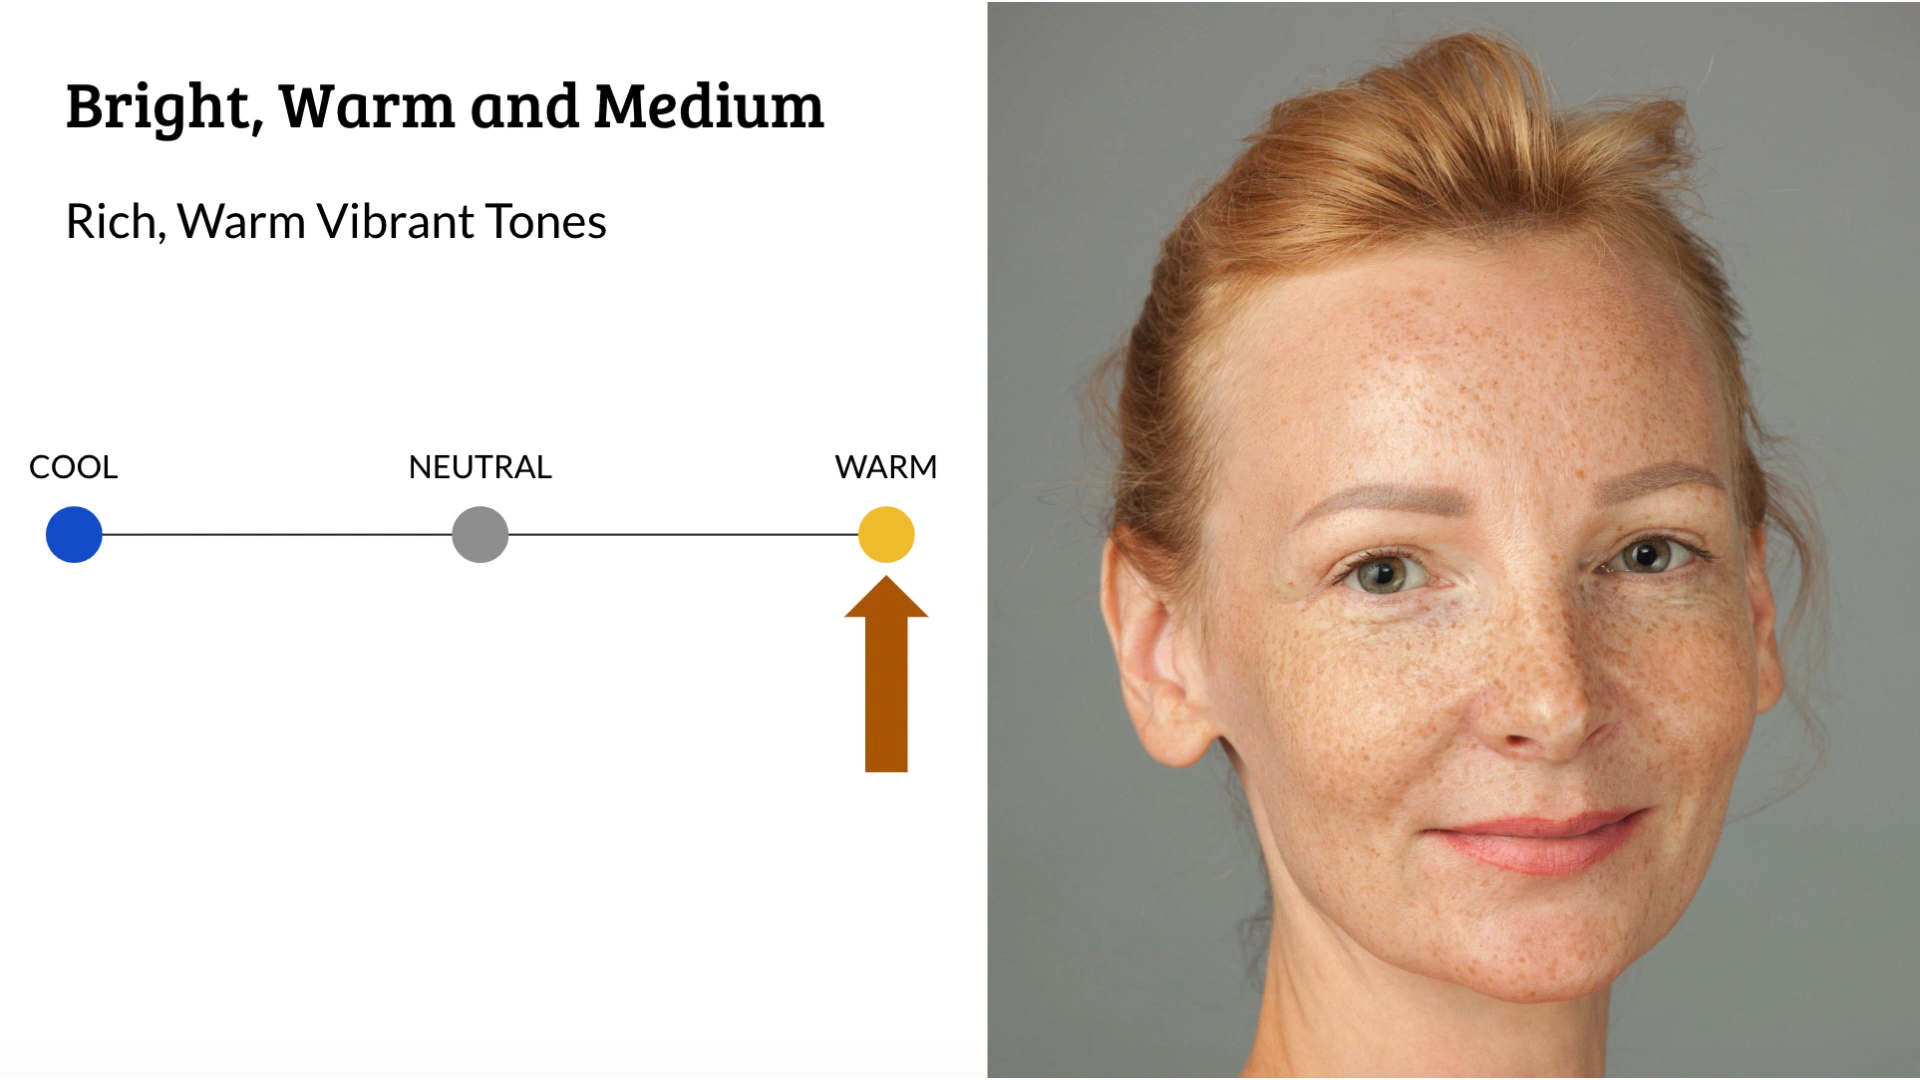 Bright, Warm and Medium
Rich, Warm Vibrant Tones
COOL NEUTRAL WARM